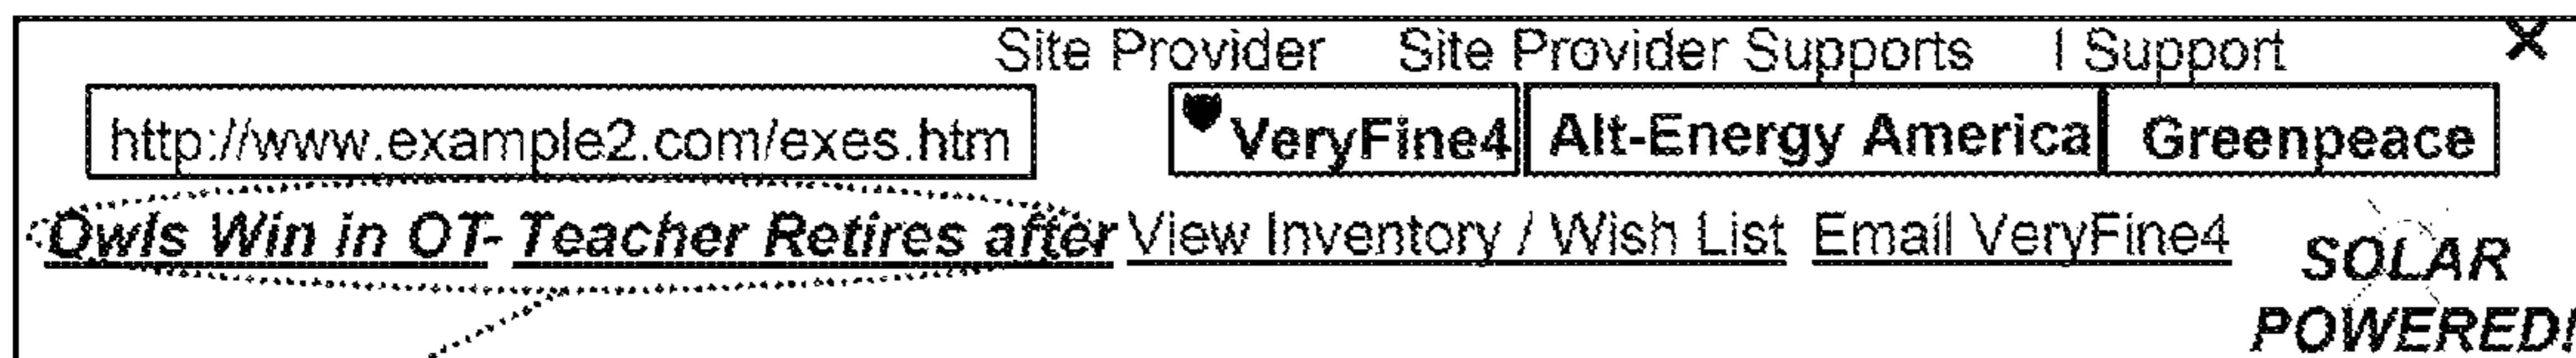 Site Provider Site Provider Supports I Support X
http://www.example2.com/exes.htm VeryFine4 Alt-Energy America Greenpeace
Owls Win in OT- Teacher Retires after View Inventory / Wish List Email VeryFine4 SOLAR
POWERED!